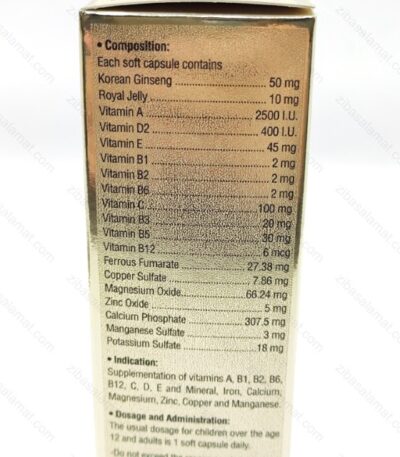 • Composition:
Each soft capsule contains
Korean Ginseng ........................ 50 mg
Royal Jelly ........................ 10 mg
Vitamin A ........................ 2500 I.U.
Vitamin D2 ........................ 400 I.U.
Vitamin E ........................ 45 mg
Vitamin B1 ........................ 2 mg
Vitamin B2 ........................ 2 mg
Vitamin B6 ........................ 2 mg
Vitamin C ........................ 100 mg
Vitamin B3 ........................ 20 mg
Vitamin B5 ........................ 30 mg
Vitamin B12 ........................ 6 mcg
Ferrous Fumarate ........................ 27.38 mg
Copper Sulfate ........................ 7.86 mg
Magnesium Oxide ........................ 66.24 mg
Zinc Oxide ........................ 5 mg
Calcium Phosphate ........................ 307.5 mg
Manganese Sulfate ........................ 3 mg
Potassium Sulfate ........................ 18 mg
• Indication:
Supplementation of vitamins A, B1, B2, B6,
B12, C, D, E and Mineral, Iron, Calcium,
Magnesium, Zinc, Copper and Manganese.
• Dosage and Administration:
The usual dosage for children over the age
12 and adults is 1 soft capsule daily.
-Do not exceed the
zibasalamat.com